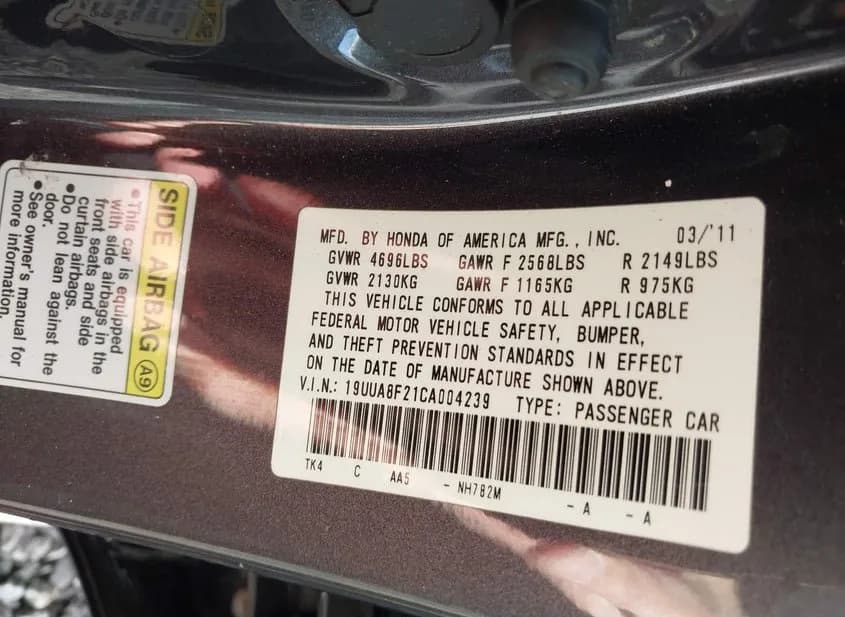 SIDE AIRBAG A9
• This car is equipped
with side airbags in the
front seats and side
curtain airbags.
• Do not lean against the
door.
• See owner's manual for
more information.
MFD. BY HONDA OF AMERICA MFG., INC. 03/'11
GVWR 4696LBS GAWR F 2568LBS R 2149LBS
GVWR 2130KG GAWR F 1165KG R 975KG
THIS VEHICLE CONFORMS TO ALL APPLICABLE
FEDERAL MOTOR VEHICLE SAFETY, BUMPER,
AND THEFT PREVENTION STANDARDS IN EFFECT
ON THE DATE OF MANUFACTURE SHOWN ABOVE.
V.I.N.: 19UUA8F21CA004239 TYPE: PASSENGER CAR
TK4 C AA5 - NH782M - A - A